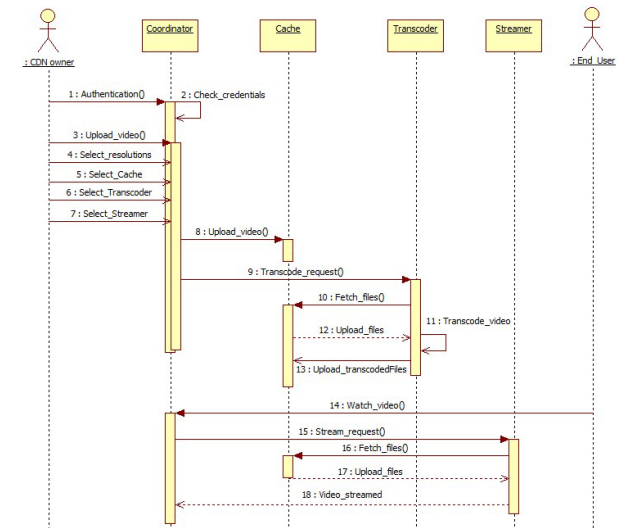 Coordinator
Cache
Transcoder
Streamer
: CDN owner
: End_User
1 : Authentication()
2 : Check_credentials
3 : Upload_video()
4 : Select_resolutions
5 : Select_Cache
6 : Select_Transcoder
7 : Select_Streamer
8 : Upload_video()
9 : Transcode_request()
10 : Fetch_files()
11 : Transcode_video
12 : Upload_files
13 : Upload_transcodedFiles
14 : Watch_video()
15 : Stream_request()
16 : Fetch_files()
17 : Upload_files
18 : Video_streamed